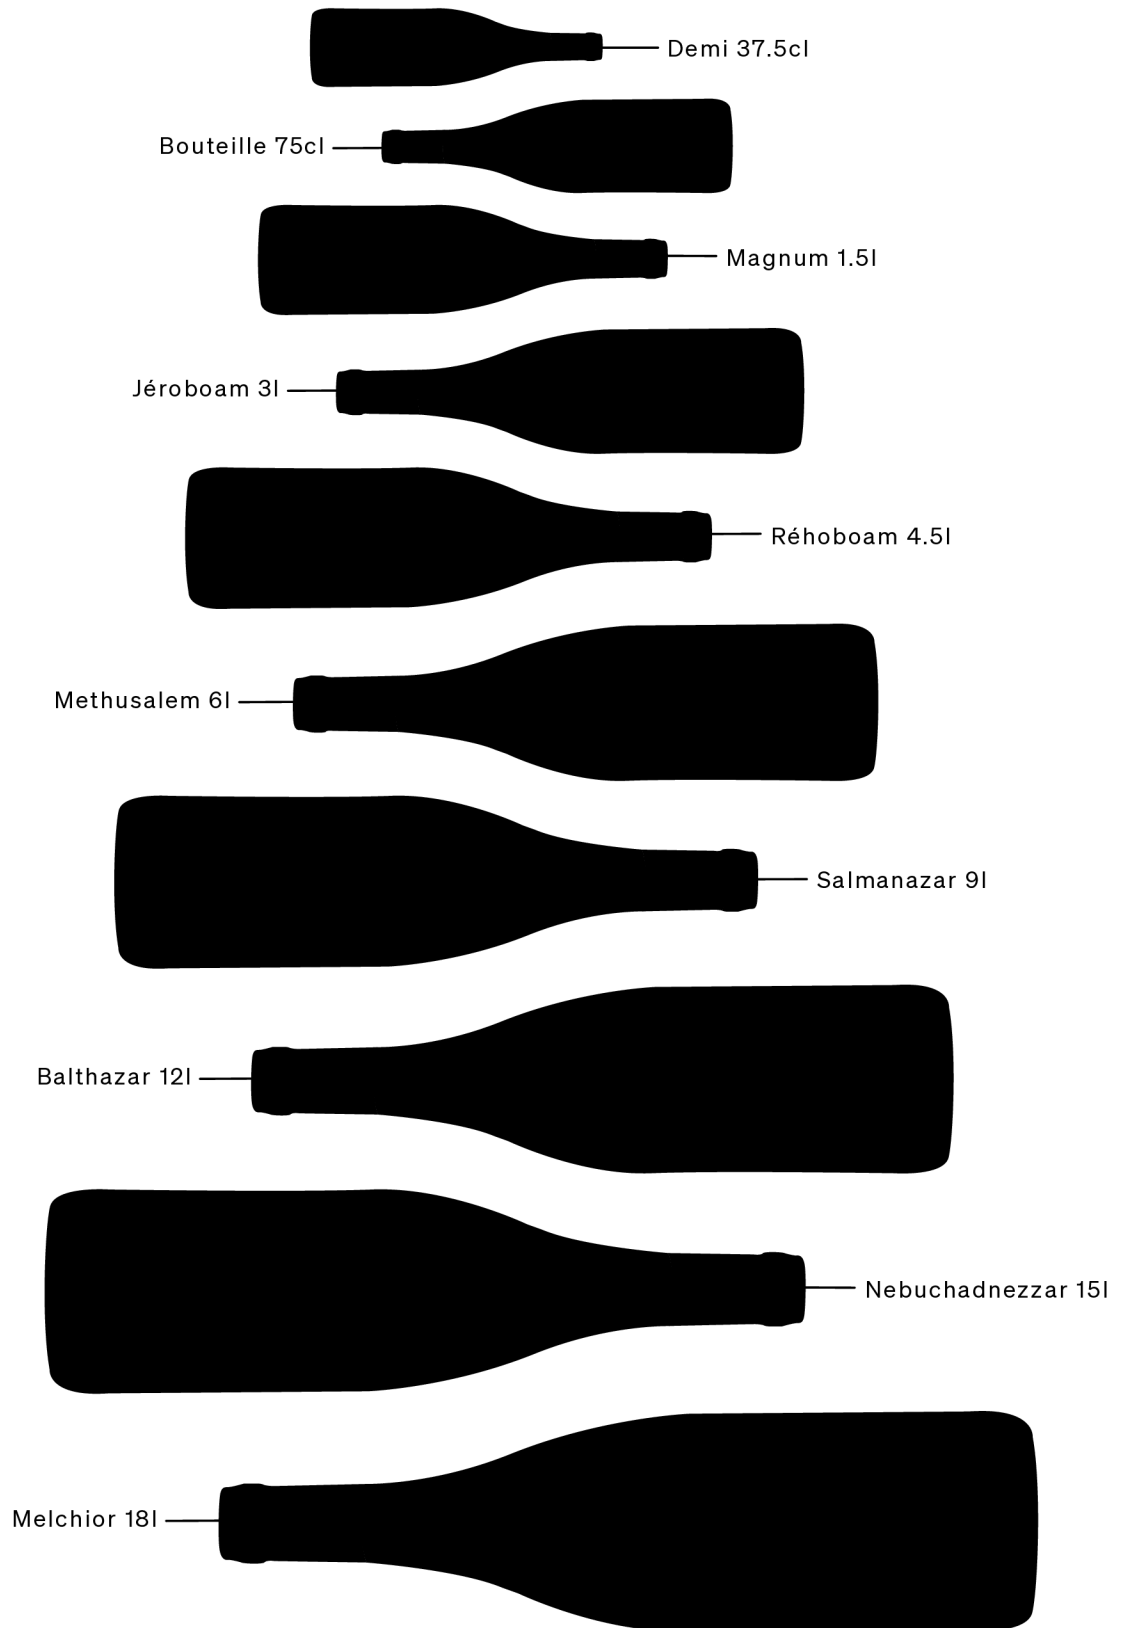 Demi 37.5cl
Bouteille 75cl
Magnum 1.5l
Jéroboam 3l
Réhoboam 4.5l
Methusalem 6l
Salmanazar 9l
Balthazar 12l
Nebuchadnezzar 15l
Melchior 18l